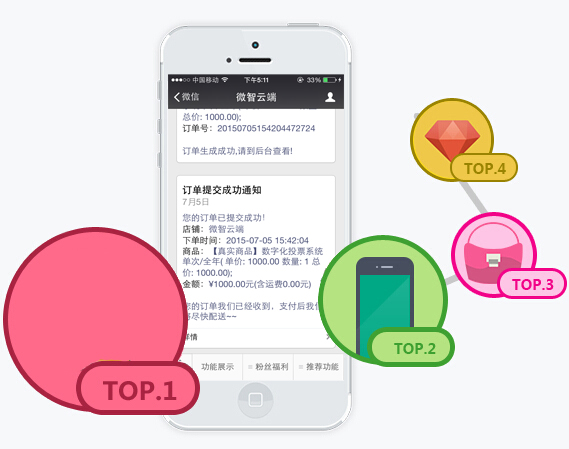 中国移动
下午5:11
33%
微信
微智云端
总价: 1000.00);
订单号: 20150705154204472724
订单生成成功,请到后台查看!
订单提交成功通知
7月5日
您的订单已提交成功!
店铺: 微智云端
下单时间: 2015-07-05 15:42:04
商品: 【真实商品】数字化投票系统
单次/全年( 单价: 1000.00 数量: 1 总
价: 1000.00);
金额: ¥1000.00元(含运费0.00元)
您的订单我们已经收到，支付后我们
将尽快配送~~
详情
功能展示
粉丝福利
推荐功能
TOP.1
TOP.2
TOP.3
TOP.4